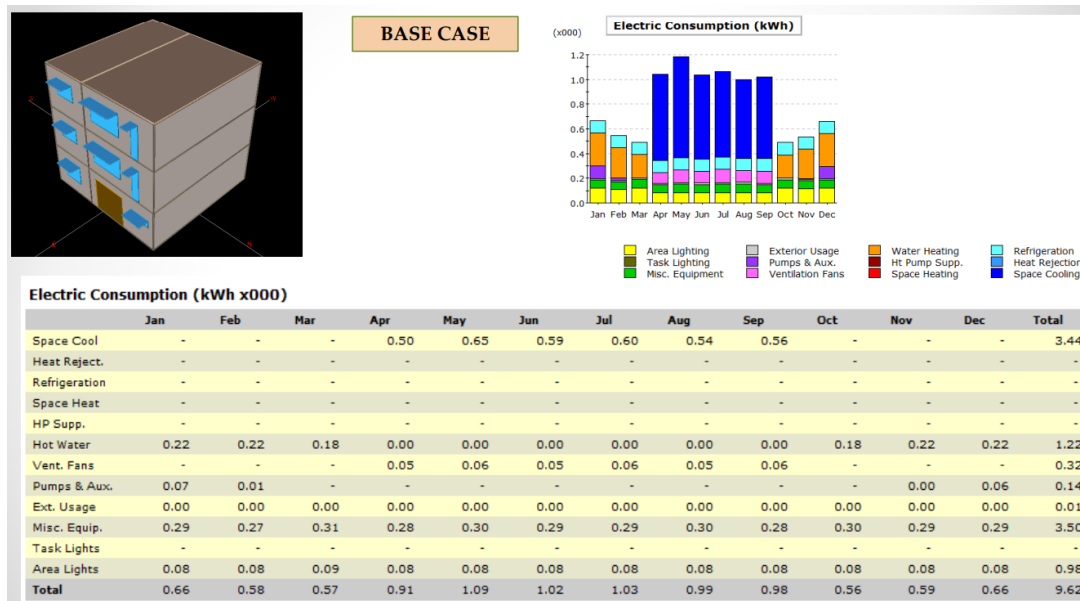 BASE CASE
Electric Consumption (kWh)
(x000)
1.2
1.0
0.8
0.6
0.4
0.2
0.0
Jan Feb Mar Apr May Jun Jul Aug Sep Oct Nov Dec
Area Lighting Exterior Usage Water Heating Refrigeration
Task Lighting Pumps & Aux. Ht Pump Supp. Heat Rejection
Misc. Equipment Ventilation Fans Space Heating Space Cooling
Electric Consumption (kWh x000)
Jan Feb Mar Apr May Jun Jul Aug Sep Oct Nov Dec Total
Space Cool - - - 0.50 0.65 0.59 0.60 0.54 0.56 - - - 3.44
Heat Reject. - - - - - - - - - - - - -
Refrigeration - - - - - - - - - - - - -
Space Heat - - - - - - - - - - - - -
HP Supp. - - - - - - - - - - - - -
Hot Water 0.22 0.22 0.18 0.00 0.00 0.00 0.00 0.00 0.00 0.18 0.22 0.22 1.22
Vent. Fans - - - 0.05 0.06 0.05 0.06 0.05 0.06 - - - 0.32
Pumps & Aux. 0.07 0.01 - - - - - - - - 0.00 0.06 0.14
Ext. Usage 0.00 0.00 0.00 0.00 0.00 0.00 0.00 0.00 0.00 0.00 0.00 0.00 0.01
Misc. Equip. 0.29 0.27 0.31 0.28 0.30 0.29 0.29 0.30 0.28 0.30 0.29 0.29 3.50
Task Lights - - - - - - - - - - - - -
Area Lights 0.08 0.08 0.09 0.08 0.08 0.08 0.08 0.08 0.08 0.08 0.08 0.08 0.98
Total 0.66 0.58 0.57 0.91 1.09 1.02 1.03 0.99 0.98 0.56 0.59 0.66 9.62